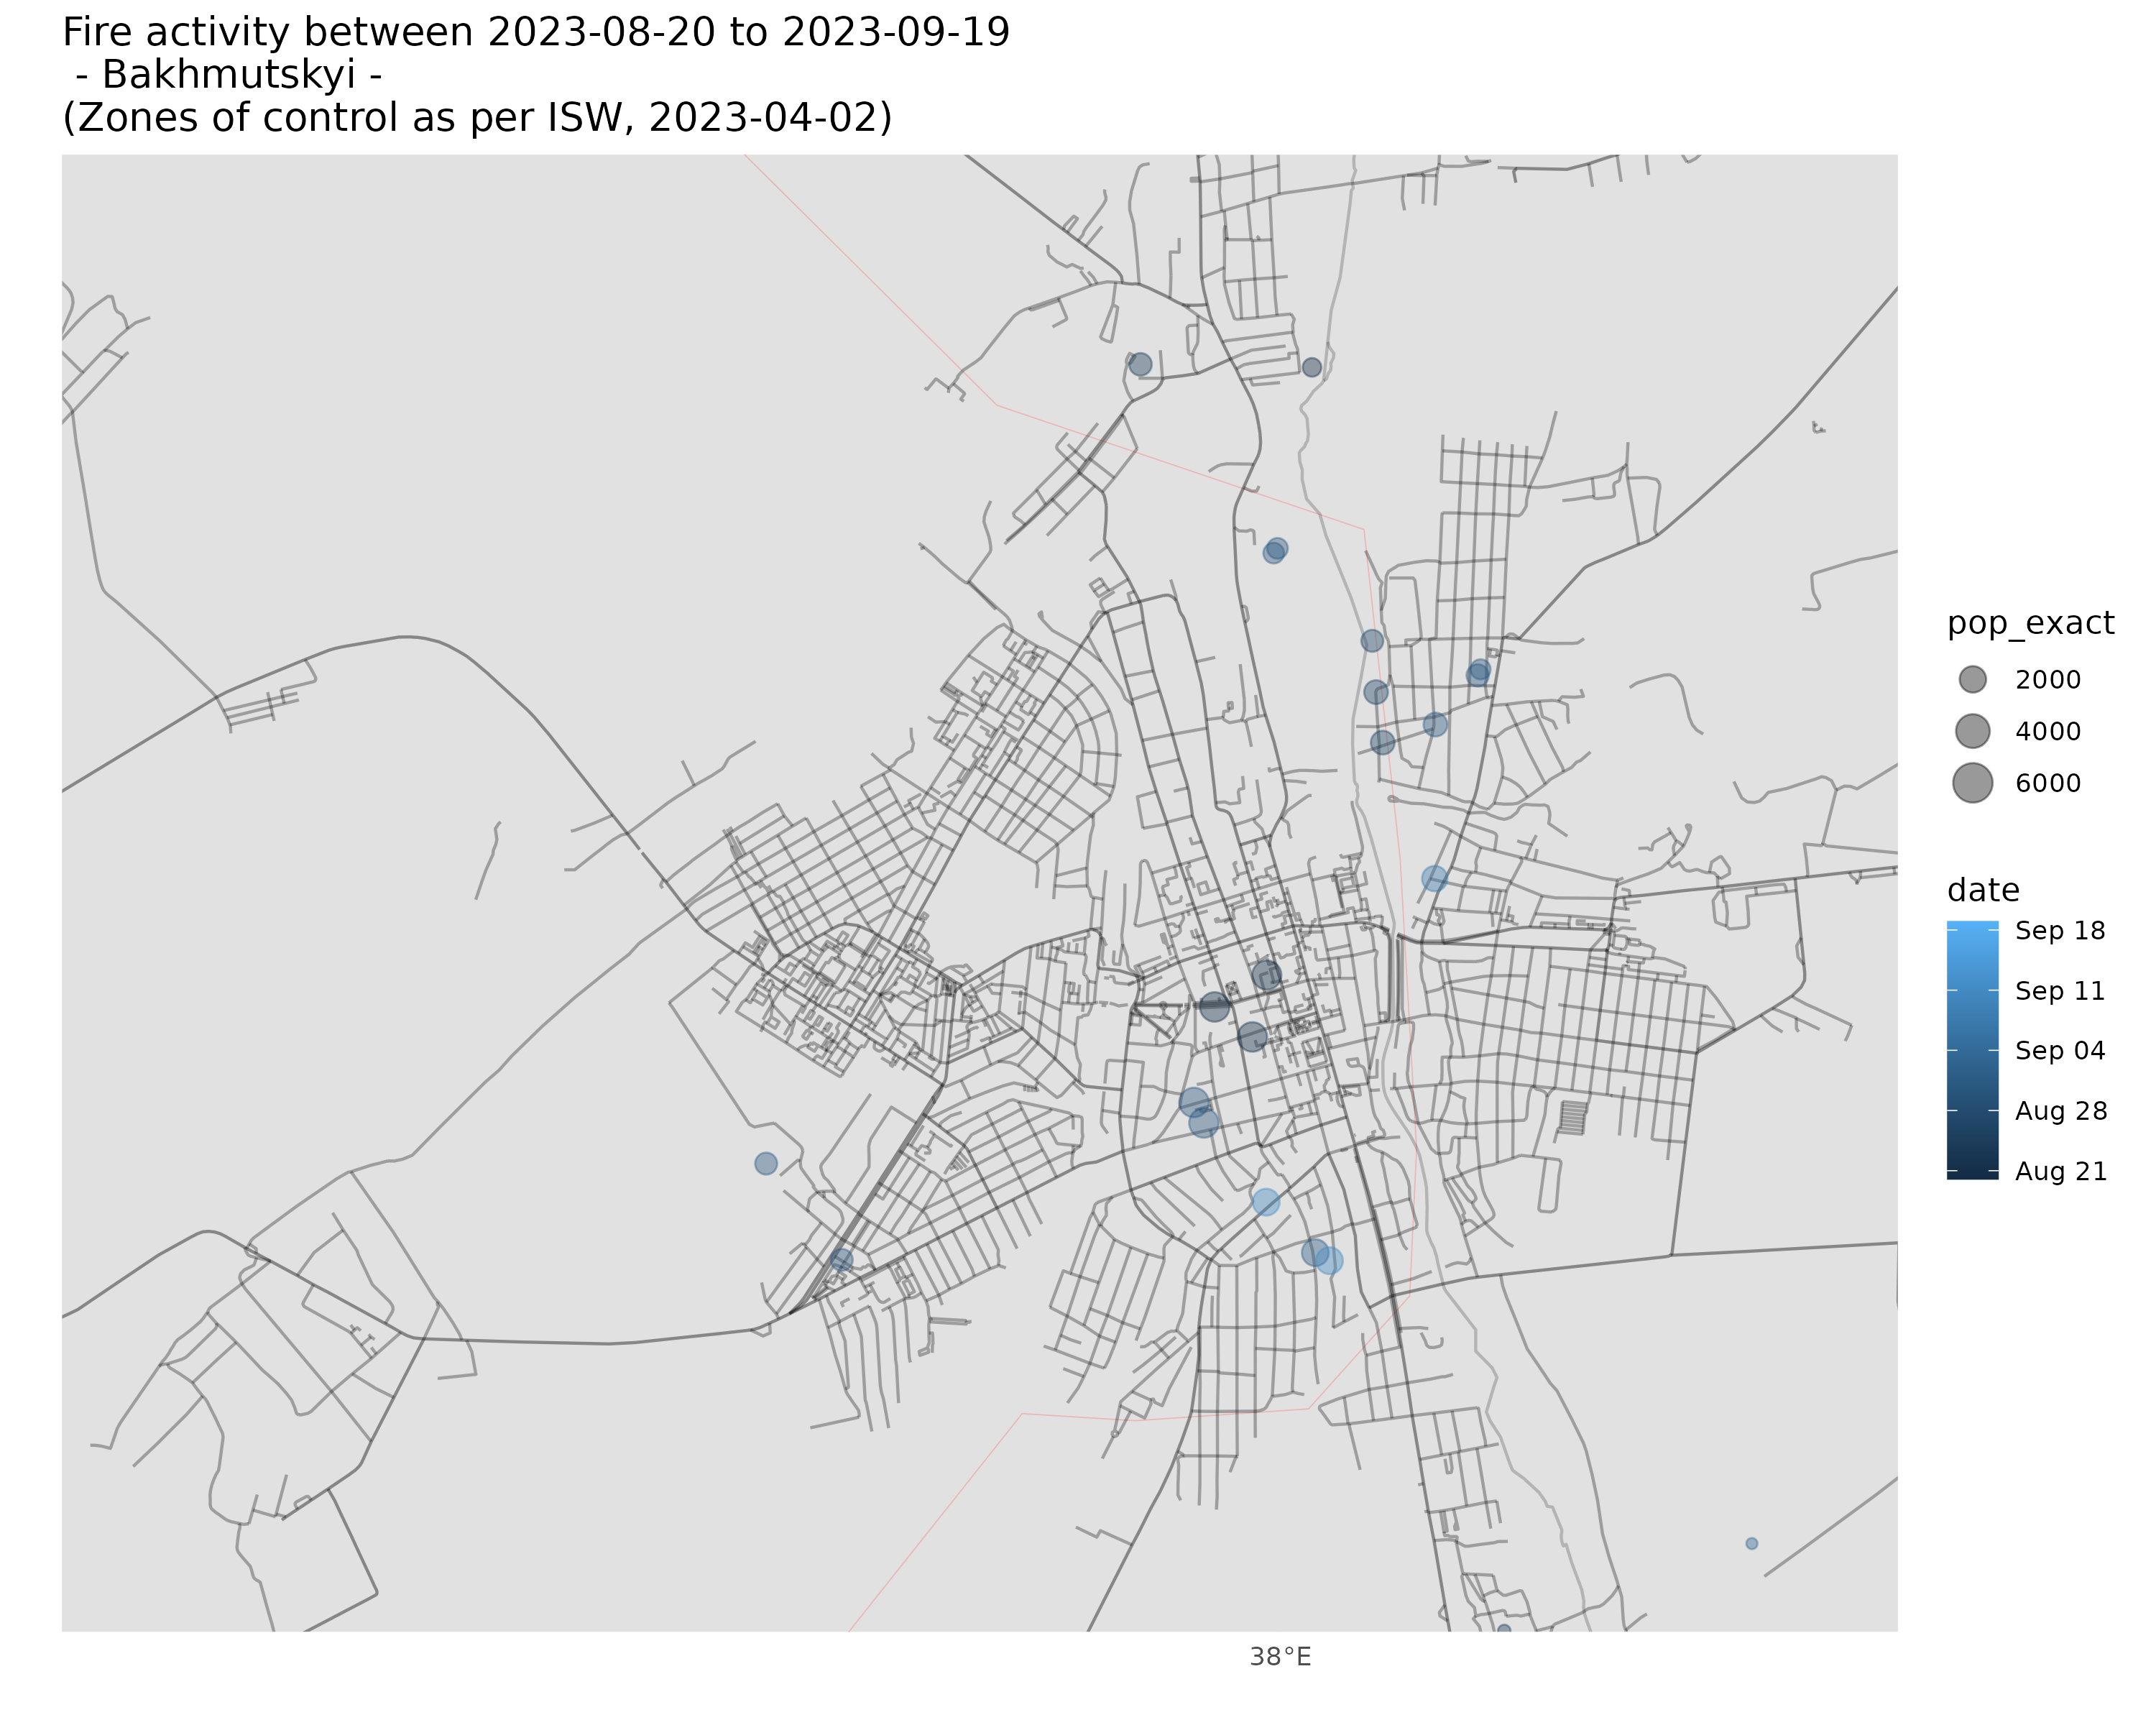 Fire activity between 2023-08-20 to 2023-09-19
- Bakhmutskyi -
(Zones of control as per ISW, 2023-04-02)
pop_exact
2000
4000
6000
date
Sep 18
Sep 11
Sep 04
Aug 28
Aug 21
38°E